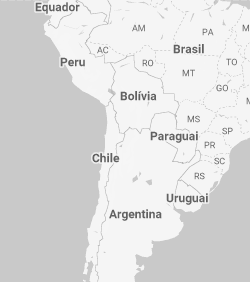 Equador
AM
PA
AC
RO
Brasil
TO
Peru
MT
GO
Bolívia
MS
SP
Paraguai
PR
Chile
SC
RS
Uruguai
Argentina